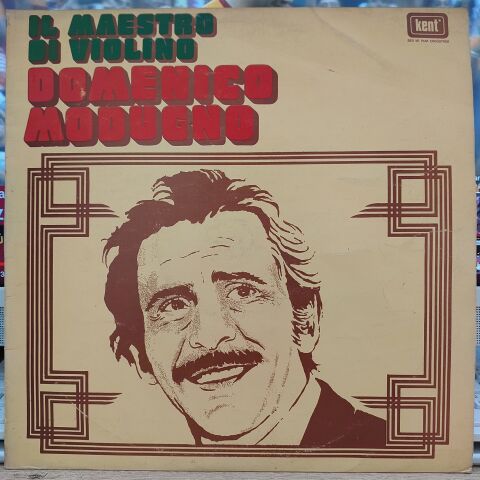 IL MAESTRO
DI VIOLINO
DOMENICO
MODUGNO
kent